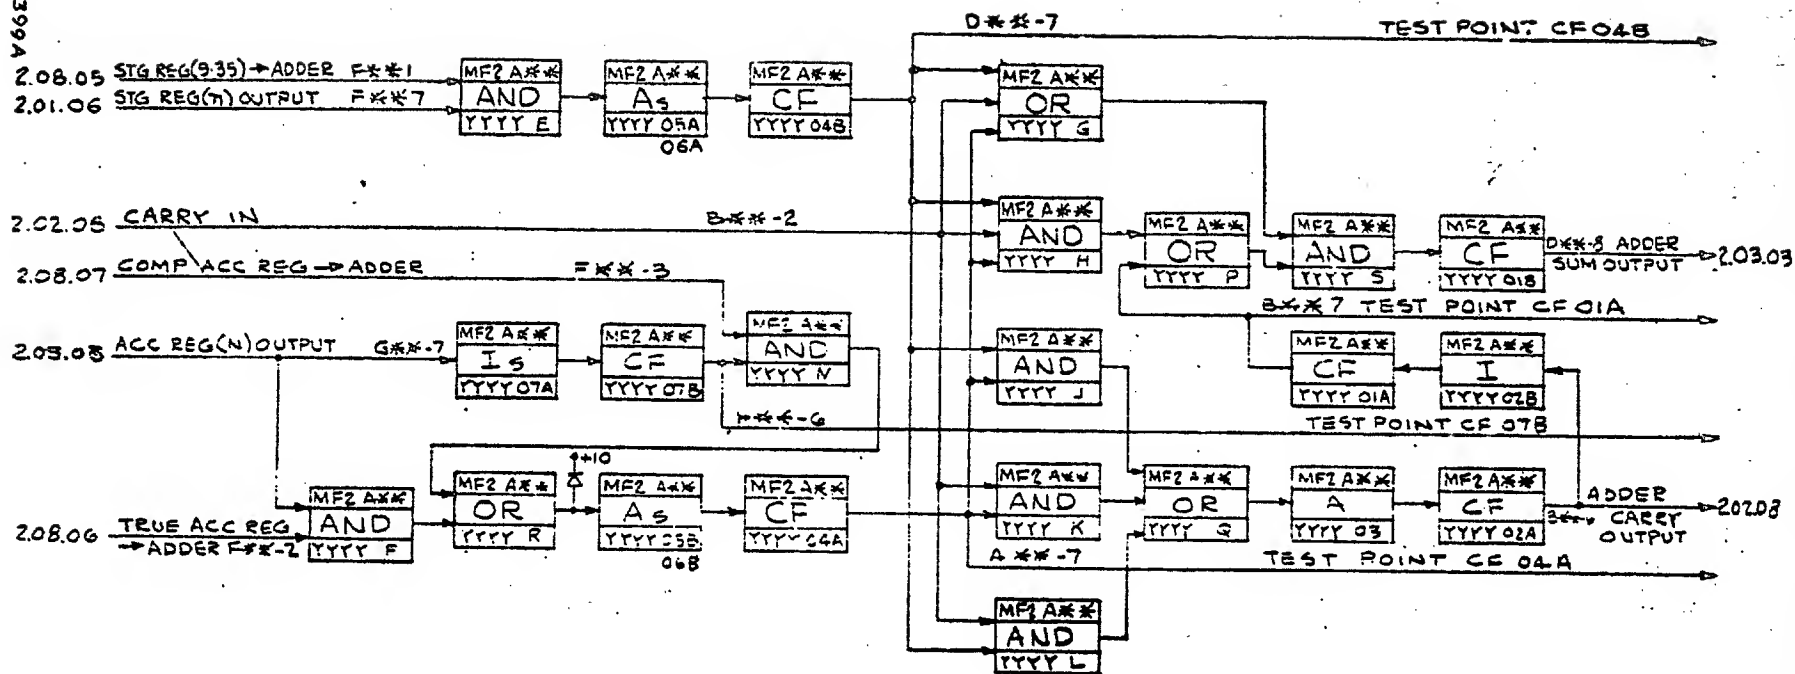 399A
D**-7
TEST POINT CF04B
2.08.05 STG REG(9-35)→ADDER F**1
2.01.06 STG REG(n) OUTPUT F**7
MF2 A** AND YYYY E
MF2 A** As YYYY 05A
06A
MF2 A** CF YYYY 04B
MF2 A** OR YYYY G
2.02.05 CARRY IN B**-2
MF2 A** AND YYYY H
MF2 A** OR YYYY P
MF2 A** AND YYYY S
MF2 A** CF YYYY 01B
D**-8 ADDER SUM OUTPUT 2.03.03
2.08.07 COMP ACC REG→ADDER F**-3
B**7 TEST POINT CF 01A
2.03.03 ACC REG(N) OUTPUT G**-7
MF2 A** Is YYYY 07A
MF2 A** CF YYYY 07B
MF2 A** AND YYYY N
MF2 A** AND YYYY J
MF2 A** CF YYYY 01A
MF2 A** I YYYY 02B
**-6
TEST POINT CF 07B
+10
2.08.06 TRUE ACC REG
→ADDER F**-2
MF2 A** AND YYYY F
MF2 A** OR YYYY R
MF2 A** As YYYY 05B
06B
MF2 A** CF YYYY 04A
MF2 A** AND YYYY K
MF2 A** OR YYYY Q
MF2 A** A YYYY 03
MF2 A** CF YYYY 02A
ADDER CARRY OUTPUT 2.02.08
A**-7
TEST POINT CF 04A
MF2 A** AND YYYY L